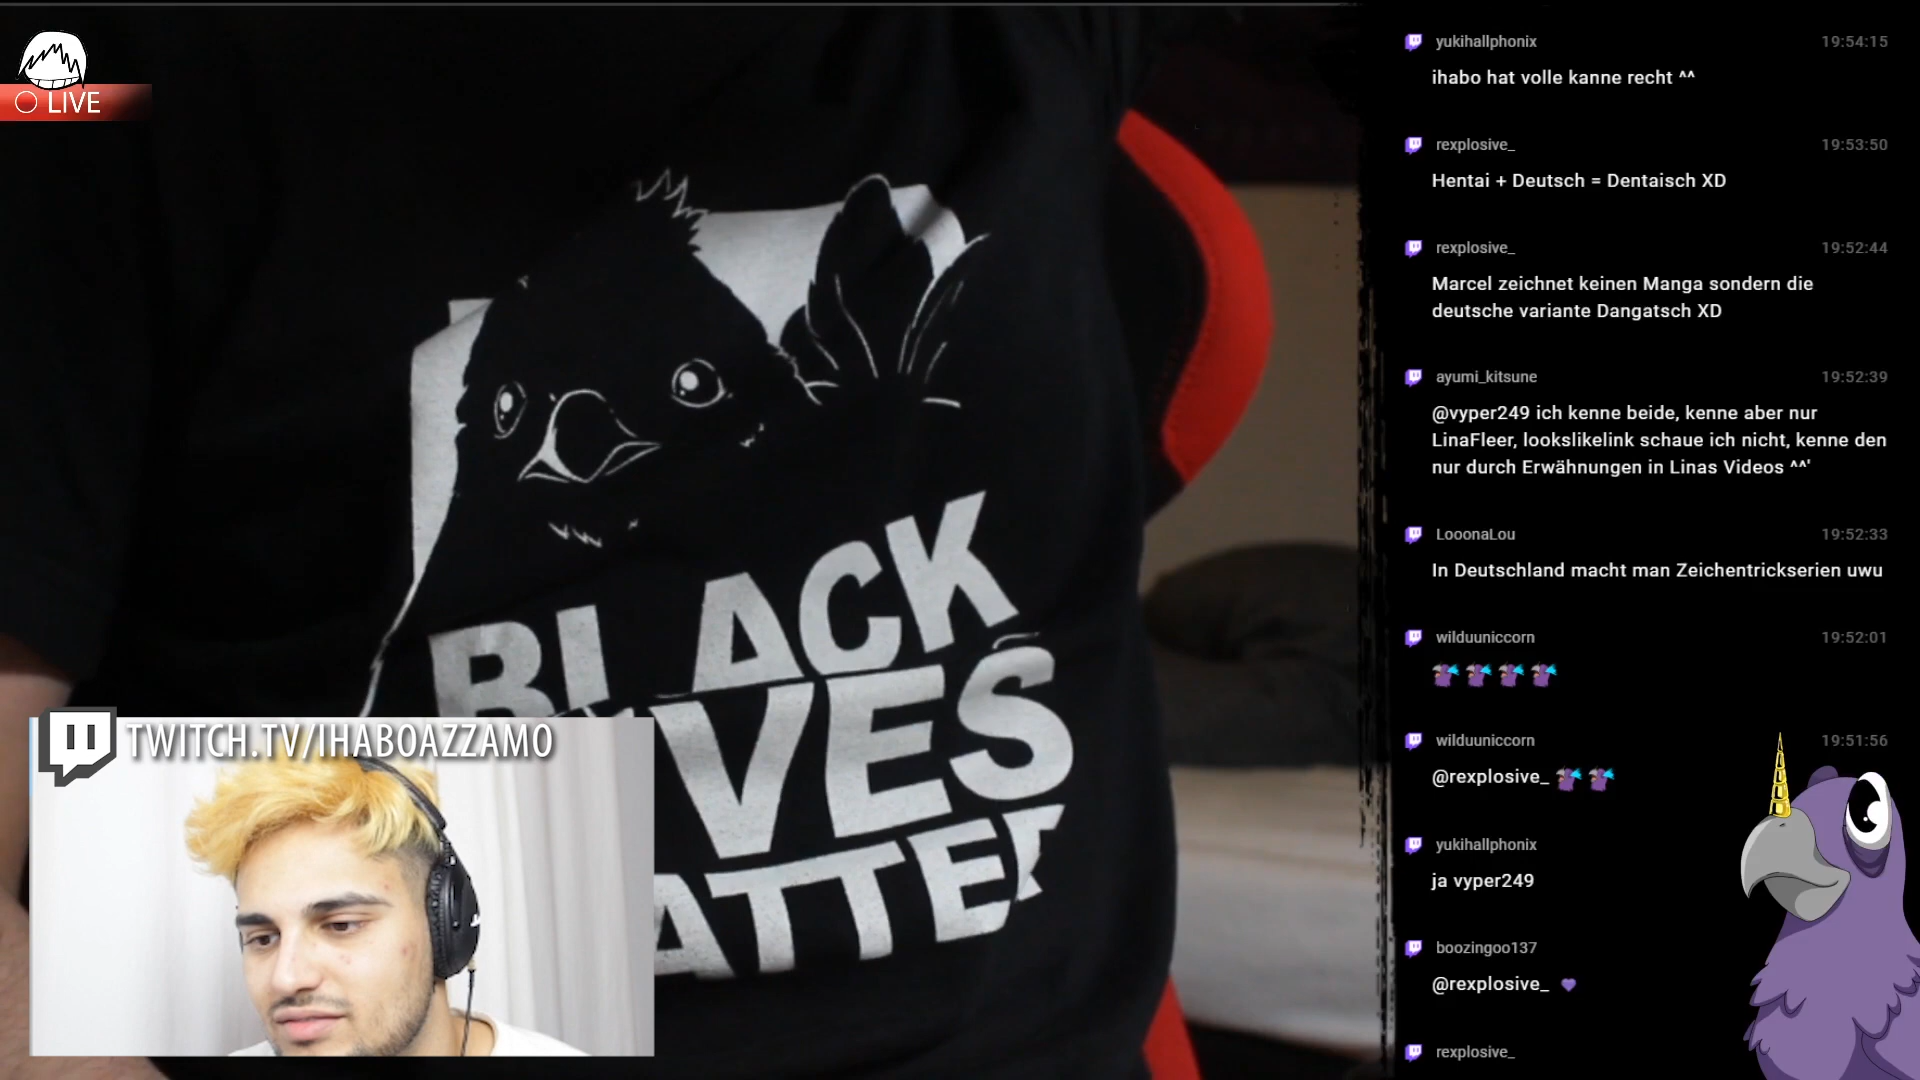 LIVE
BLACK
LIVES
MATTER
TWITCH.TV/IHABOAZZAMO
yukihallphonix 19:54:15
ihabo hat volle kanne recht ^^
rexplosive_ 19:53:50
Hentai + Deutsch = Dentaisch XD
rexplosive_ 19:52:44
Marcel zeichnet keinen Manga sondern die
deutsche variante Dangatsch XD
ayumi_kitsune 19:52:39
@vyper249 ich kenne beide, kenne aber nur
LinaFleer, lookslikelink schaue ich nicht, kenne den
nur durch Erwähnungen in Linas Videos ^^'
LooonaLou 19:52:33
In Deutschland macht man Zeichentrickserien uwu
wilduuniccorn 19:52:01
wilduuniccorn 19:51:56
@rexplosive_
yukihallphonix
ja vyper249
boozingoo137
@rexplosive_
rexplosive_